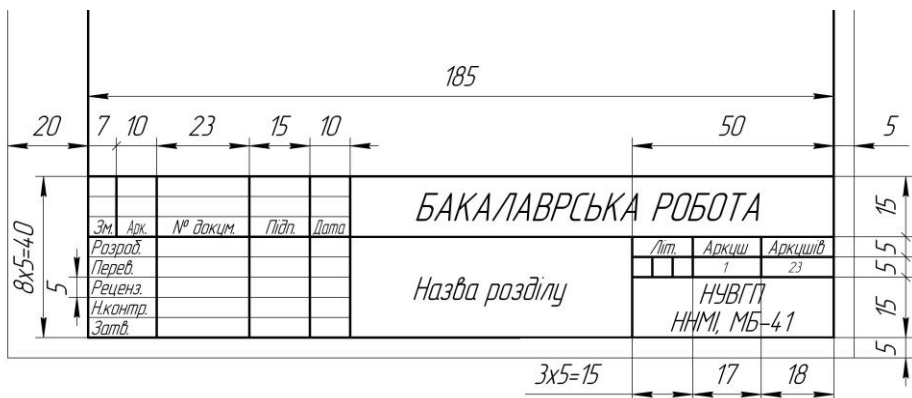 185
20 7 10 23 15 10 50 5
БАКАЛАВРСЬКА РОБОТА
15
Зм. Арк. № докум. Підп. Дата
8x5=40
Розроб.
Перев.
5
Реценз.
Н.контр.
Затв.
Назва розділу
Літ. Аркуш Аркушів
5
1 23
5
НУВГП
ННМІ, МБ-41
15
5
3x5=15 17 18